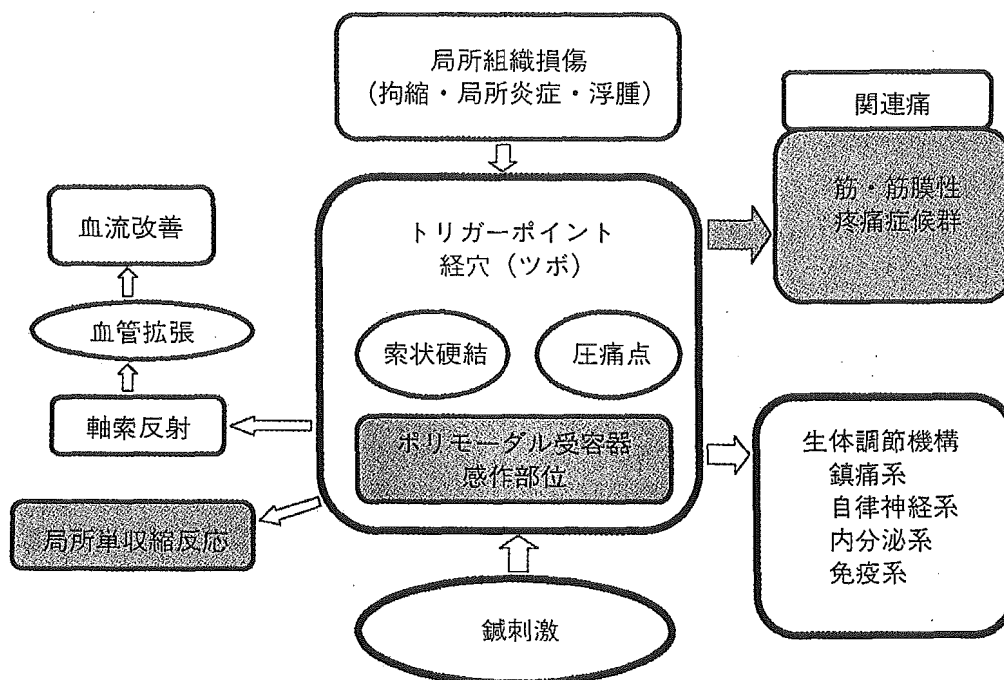 局所組織損傷
(拘縮・局所炎症・浮腫)
関連痛
筋・筋膜性
疼痛症候群
血流改善
トリガーポイント
経穴（ツボ）
血管拡張
索状硬結
圧痛点
軸索反射
ポリモーダル受容器
感作部位
生体調節機構
鎮痛系
自律神経系
内分泌系
免疫系
局所単収縮反応
鍼刺激